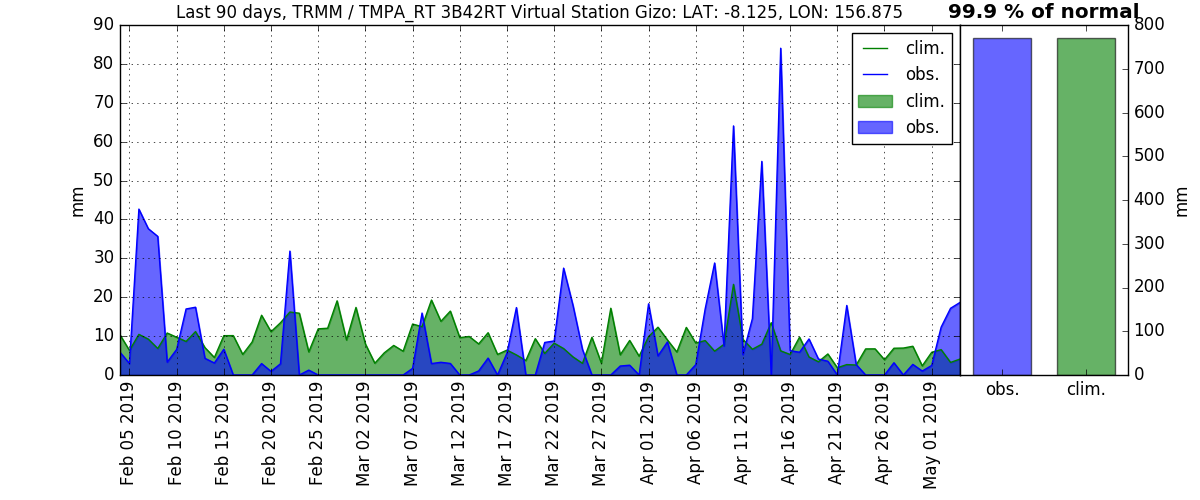 Last 90 days, TRMM / TMPA_RT 3B42RT Virtual Station Gizo: LAT: -8.125, LON: 156.875
99.9 % of normal
90
80
70
60
50
40
30
20
10
0
mm
clim.
obs.
clim.
obs.
Feb 05 2019
Feb 10 2019
Feb 15 2019
Feb 20 2019
Feb 25 2019
Mar 02 2019
Mar 07 2019
Mar 12 2019
Mar 17 2019
Mar 22 2019
Mar 27 2019
Apr 01 2019
Apr 06 2019
Apr 11 2019
Apr 16 2019
Apr 21 2019
Apr 26 2019
May 01 2019
800
700
600
500
400
300
200
100
0
mm
obs.
clim.